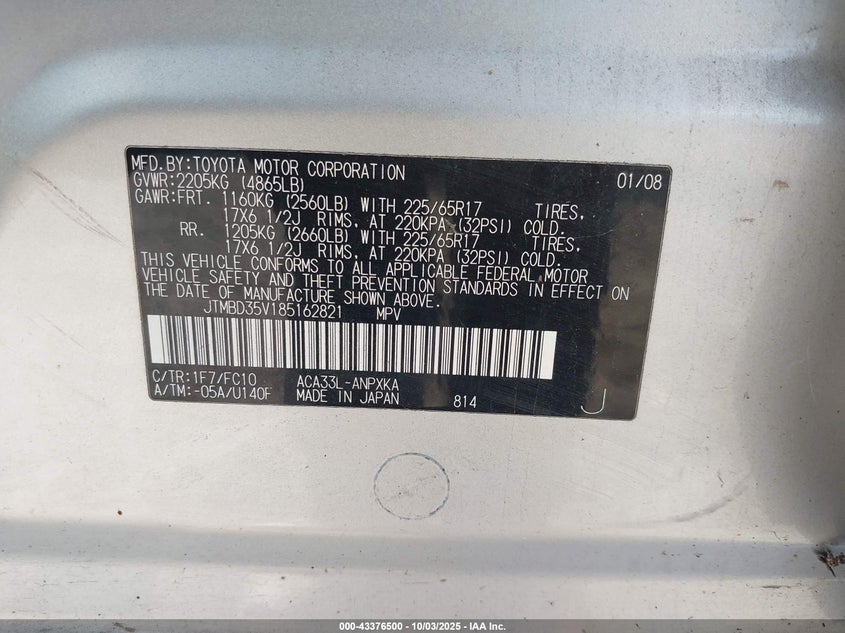 MFD.BY:TOYOTA MOTOR CORPORATION 01/08
GVWR:2205KG (4865LB)
GAWR:FRT. 1160KG (2560LB) WITH 225/65R17 TIRES,
17X6 1/2J RIMS, AT 220KPA (32PSI) COLD.
RR. 1205KG (2660LB) WITH 225/65R17 TIRES,
17X6 1/2J RIMS, AT 220KPA (32PSI) COLD.
THIS VEHICLE CONFORMS TO ALL APPLICABLE FEDERAL MOTOR
VEHICLE SAFETY AND THEFT PREVENTION STANDARDS IN EFFECT ON
THE DATE OF MANUFACTURE SHOWN ABOVE.
JTMBD35V185162821 MPV
C/TR:1F7/FC10 ACA33L-ANPXKA
A/TM:-05A/U140F MADE IN JAPAN 814 J
000-43376500 - 10/03/2025 - IAA Inc.